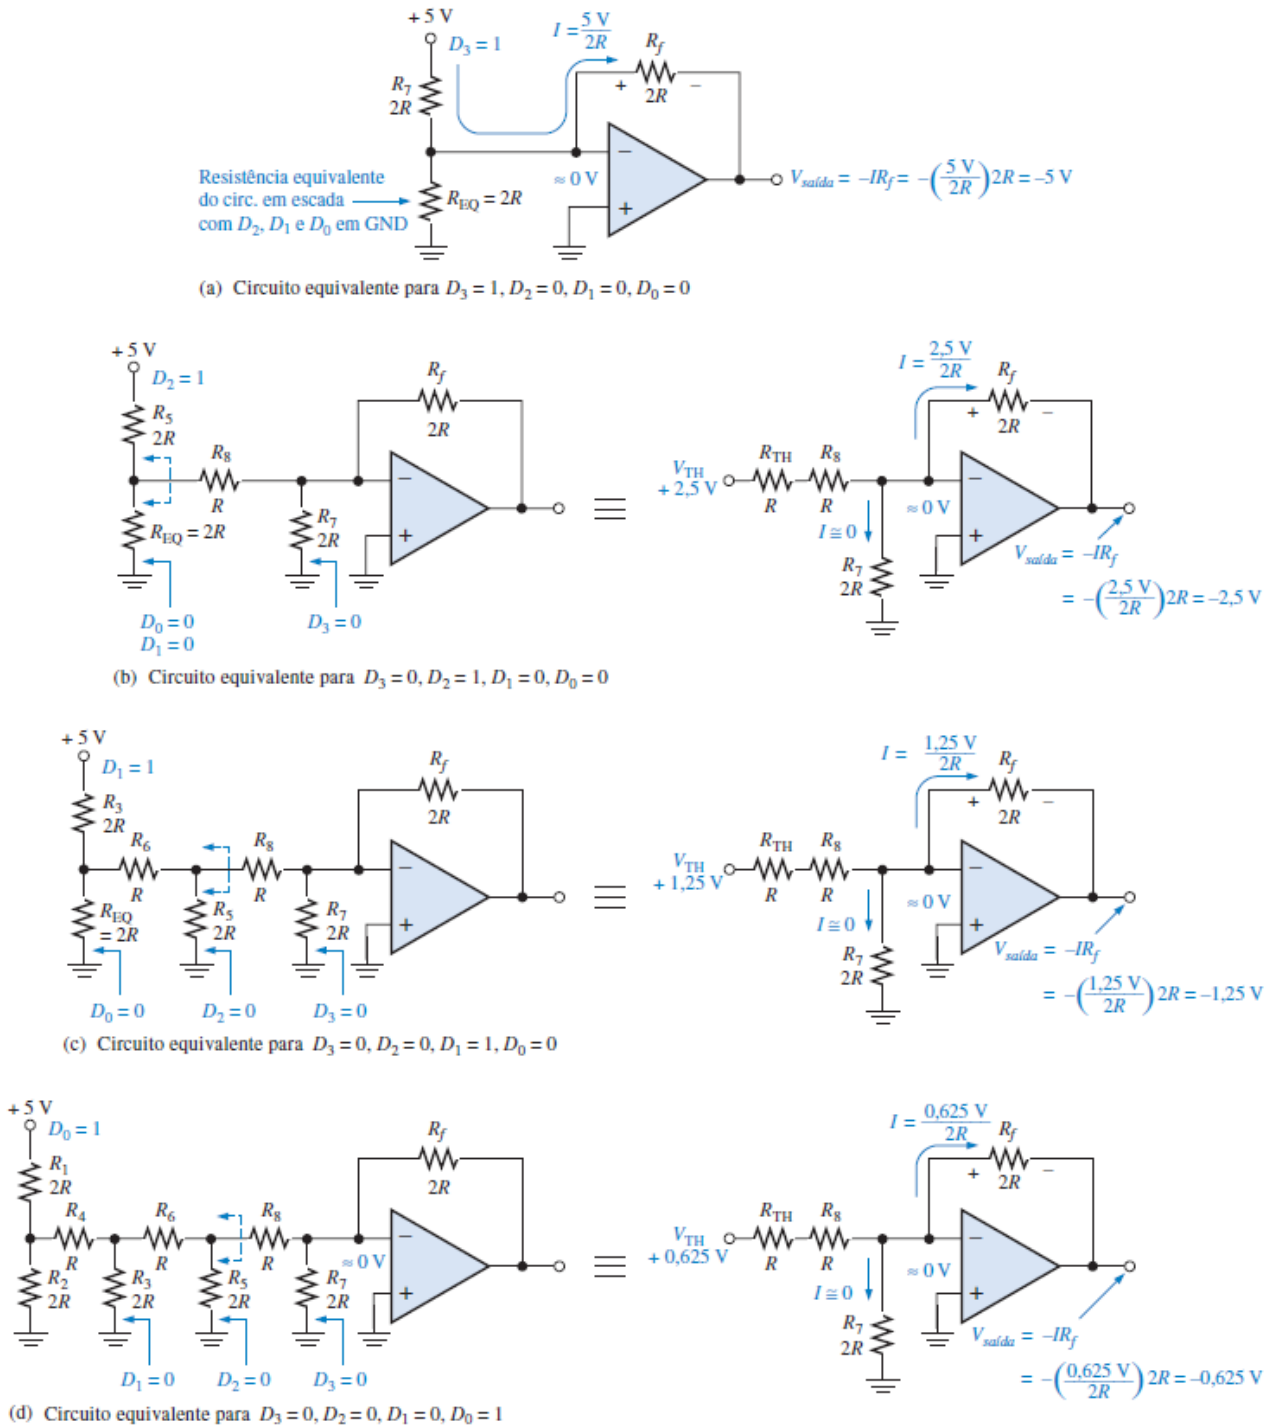 + 5 V
D3 = 1
I = 5 V / 2R
Rf
2R
+ −
R7
2R
−
≈ 0 V
+
Resistência equivalente
do circ. em escada
com D2, D1 e D0 em GND
REQ = 2R
Vsaída = −IRf = −(5 V / 2R)2R = −5 V
(a) Circuito equivalente para D3 = 1, D2 = 0, D1 = 0, D0 = 0
+ 5 V
D2 = 1
R5
2R
R8
R
REQ = 2R
R7
2R
Rf
2R
−
+
D0 = 0
D1 = 0
D3 = 0
≡
I = 2,5 V / 2R
Rf
+ −
2R
VTH
+ 2,5 V
RTH
R
R8
R
I ≅ 0
≈ 0 V
−
+
R7
2R
Vsaída = −IRf
= −(2,5 V / 2R)2R = −2,5 V
(b) Circuito equivalente para D3 = 0, D2 = 1, D1 = 0, D0 = 0
+ 5 V
D1 = 1
R3
2R
R6
R
R8
R
REQ
= 2R
R5
2R
R7
2R
Rf
2R
−
+
D0 = 0
D2 = 0
D3 = 0
≡
I = 1,25 V / 2R
Rf
+ −
2R
VTH
+ 1,25 V
RTH
R
R8
R
I ≅ 0
≈ 0 V
−
+
R7
2R
Vsaída = −IRf
= −(1,25 V / 2R)2R = −1,25 V
(c) Circuito equivalente para D3 = 0, D2 = 0, D1 = 1, D0 = 0
+ 5 V
D0 = 1
R1
2R
R4
R
R6
R
R8
R
R2
2R
R3
2R
R5
2R
R7
2R
≈ 0 V
Rf
2R
−
+
D1 = 0
D2 = 0
D3 = 0
≡
I = 0,625 V / 2R
Rf
+ −
2R
VTH
+ 0,625 V
RTH
R
R8
R
I ≅ 0
≈ 0 V
−
+
R7
2R
Vsaída = −IRf
= −(0,625 V / 2R)2R = −0,625 V
(d) Circuito equivalente para D3 = 0, D2 = 0, D1 = 0, D0 = 1